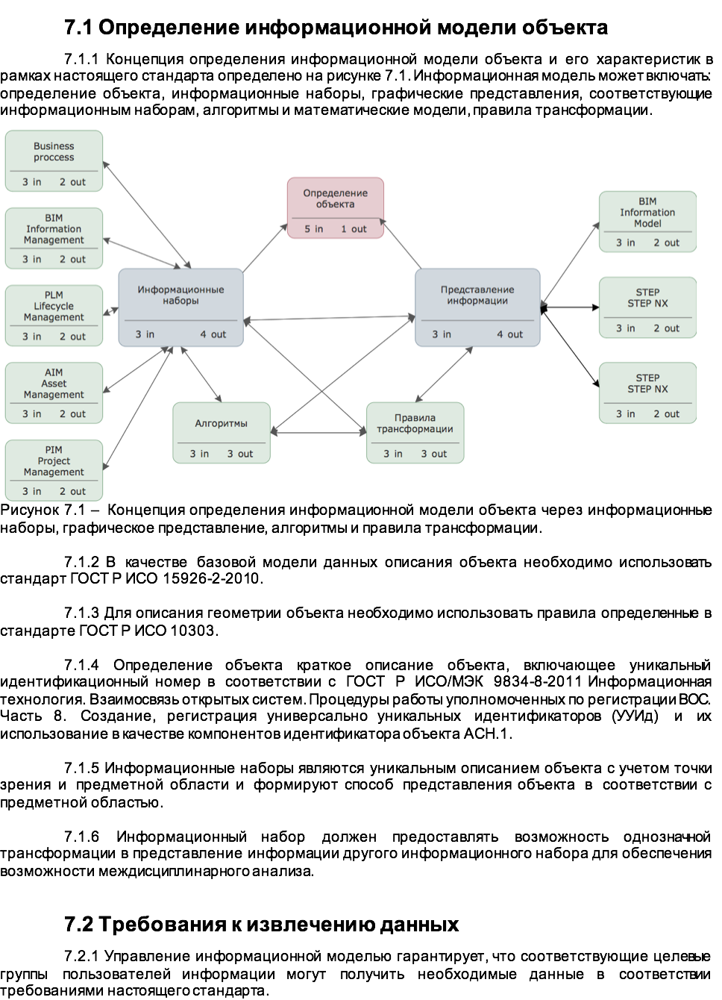 7.1 Определение информационной модели объекта
7.1.1 Концепция определения информационной модели объекта и его характеристик в
рамках настоящего стандарта определено на рисунке 7.1. Информационная модель может включать:
определение объекта, информационные наборы, графические представления, соответствующие
информационным наборам, алгоритмы и математические модели, правила трансформации.
Business
proccess
3 in 2 out
BIM
Information
Management
3 in 2 out
PLM
Lifecycle
Management
3 in 2 out
AIM
Asset
Management
3 in 2 out
PIM
Project
Management
3 in 2 out
Информационные
наборы
3 in 4 out
Определение
объекта
5 in 1 out
Алгоритмы
3 in 3 out
Правила
трансформации
3 in 3 out
Представление
информации
3 in 4 out
BIM
Information
Model
3 in 2 out
STEP
STEP NX
3 in 2 out
STEP
STEP NX
3 in 2 out
Рисунок 7.1 – Концепция определения информационной модели объекта через информационные
наборы, графическое представление, алгоритмы и правила трансформации.
7.1.2 В качестве базовой модели данных описания объекта необходимо использовать
стандарт ГОСТ Р ИСО 15926-2-2010.
7.1.3 Для описания геометрии объекта необходимо использовать правила определенные в
стандарте ГОСТ Р ИСО 10303.
7.1.4 Определение объекта краткое описание объекта, включающее уникальный
идентификационный номер в соответствии с ГОСТ Р ИСО/МЭК 9834-8-2011 Информационная
технология. Взаимосвязь открытых систем. Процедуры работы уполномоченных по регистрации ВОС.
Часть 8. Создание, регистрация универсально уникальных идентификаторов (УУИд) и их
использование в качестве компонентов идентификатора объекта АСН.1.
7.1.5 Информационные наборы являются уникальным описанием объекта с учетом точки
зрения и предметной области и формируют способ представления объекта в соответствии с
предметной областью.
7.1.6 Информационный набор должен предоставлять возможность однозначной
трансформации в представление информации другого информационного набора для обеспечения
возможности междисциплинарного анализа.
7.2 Требования к извлечению данных
7.2.1 Управление информационной моделью гарантирует, что соответствующие целевые
группы пользователей информации могут получить необходимые данные в соответствии
требованиями настоящего стандарта.